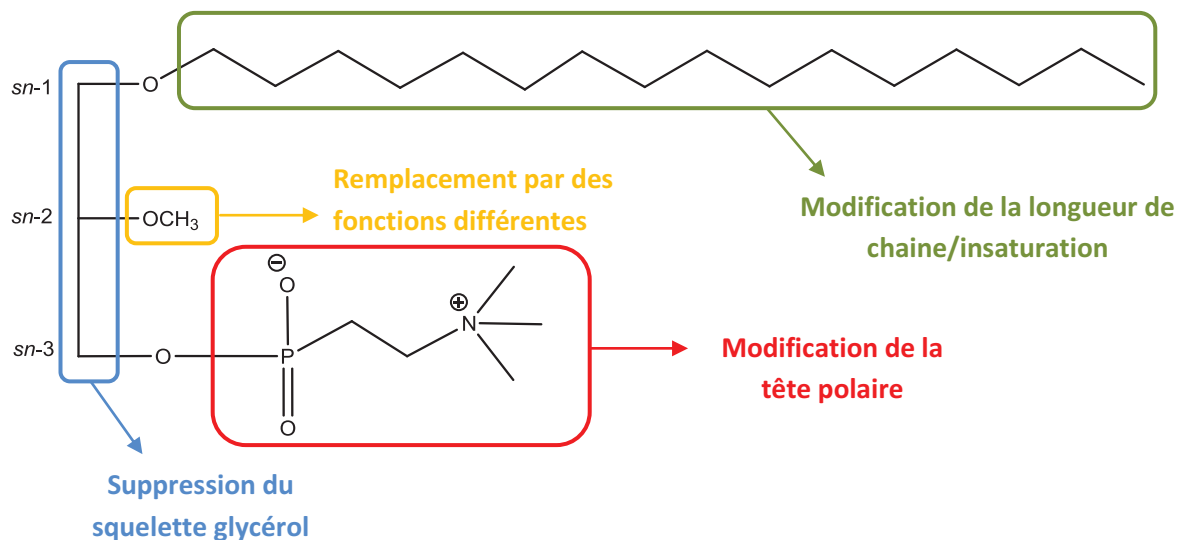 sn-1
O
sn-2
OCH₃
Remplacement par des
fonctions différentes
Modification de la longueur de
chaine/insaturation
⊖
O
⊕
N
sn-3
O
P
O
Modification de la
tête polaire
Suppression du
squelette glycérol